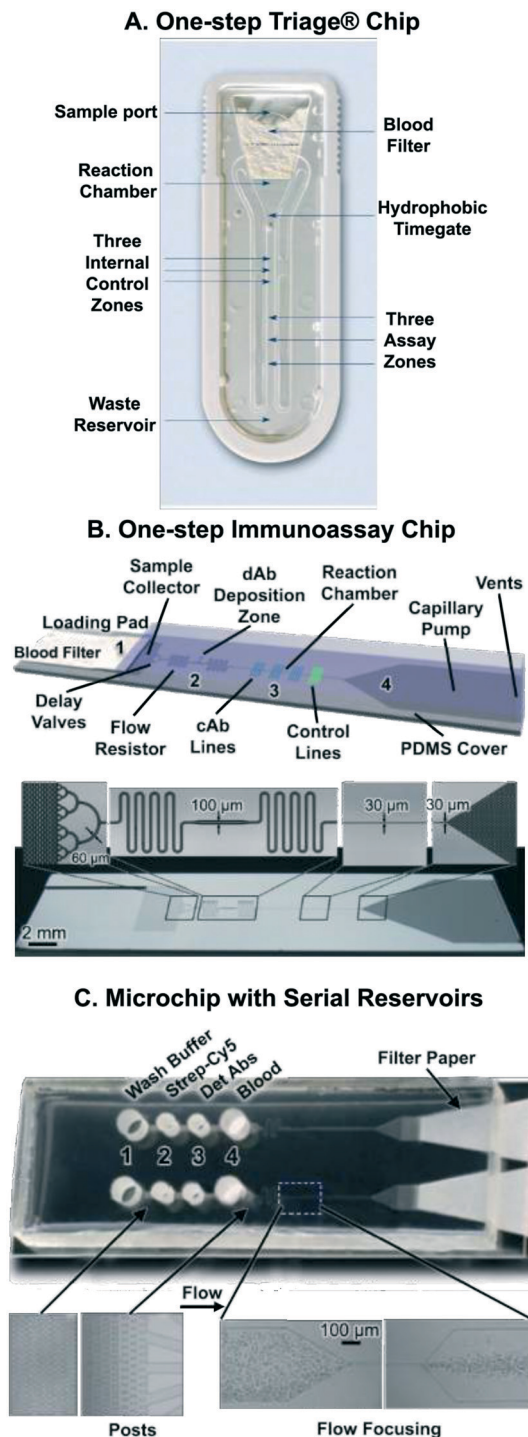 A. One-step Triage® Chip
Sample port
Blood
Filter
Reaction
Chamber
Hydrophobic
Timegate
Three
Internal
Control
Zones
Three
Assay
Zones
Waste
Reservoir
B. One-step Immunoassay Chip
Sample
Collector
dAb
Deposition
Zone
Reaction
Chamber
Capillary
Pump
Vents
Loading Pad
Blood Filter
1
2
3
4
Delay
Valves
Flow
Resistor
cAb
Lines
Control
Lines
PDMS Cover
60 µm
100 µm
30 µm
30 µm
2 mm
C. Microchip with Serial Reservoirs
Wash Buffer
Strep-Cy5
Det Abs
Blood
Filter Paper
1 2 3 4
Flow
100 µm
Posts
Flow Focusing